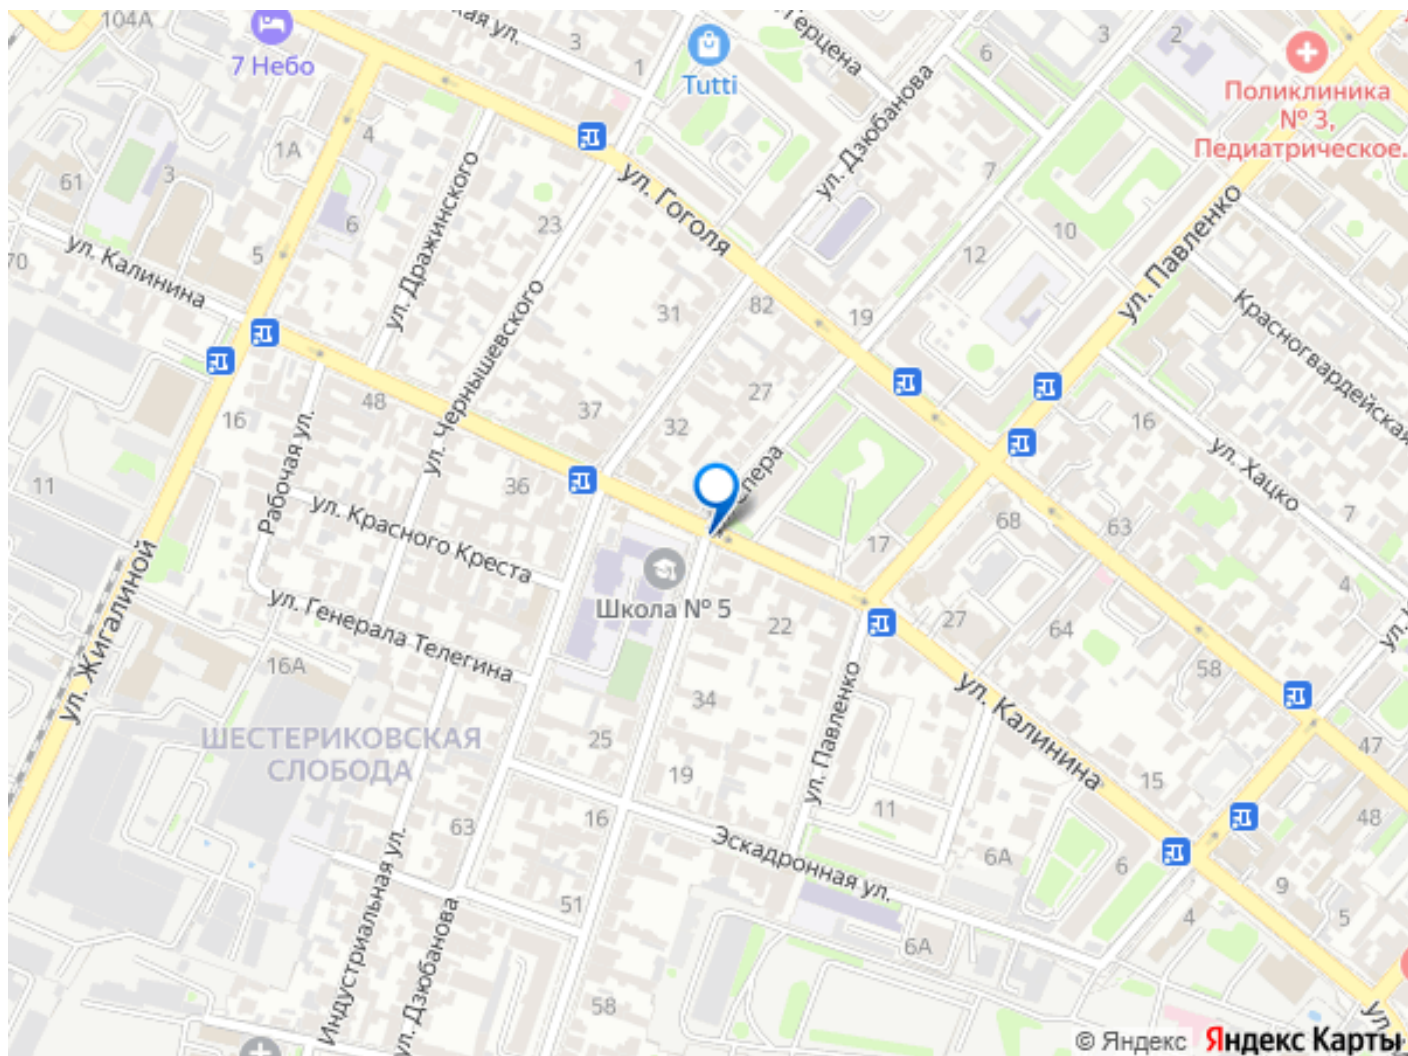 104А
7 Небо
ская ул.
3
1
Tutti
Герцена
6
3
2
Поликлиника
№ 3,
Педиатрическое...
ул. Дзюбанова
4
1А
61
3
6
ул. Дражинского
23
ул. Гоголя
7
10
12
ул. Павленко
Красногвардейская
70
ул. Калинина
5
ул. Чернышевского
31
82
19
27
37
32
48
16
Рабочая ул.
16
ул. Хацко
11
36
спера
ул. Красного Креста
68
63
7
17
4
Школа № 5
ул. Жигалиной
ул. Генерала Телегина
16А
22
27
64
58
ул. Калинина
34
ул. Павленко
ШЕСТЕРИКОВСКАЯ
СЛОБОДА
25
19
47
15
48
63
16
Эскадронная ул.
11
6А
6
9
5
4
Индустриальная ул.
ул. Дзюбанова
51
6А
58
ул.
© Яндекс Яндекс Карты